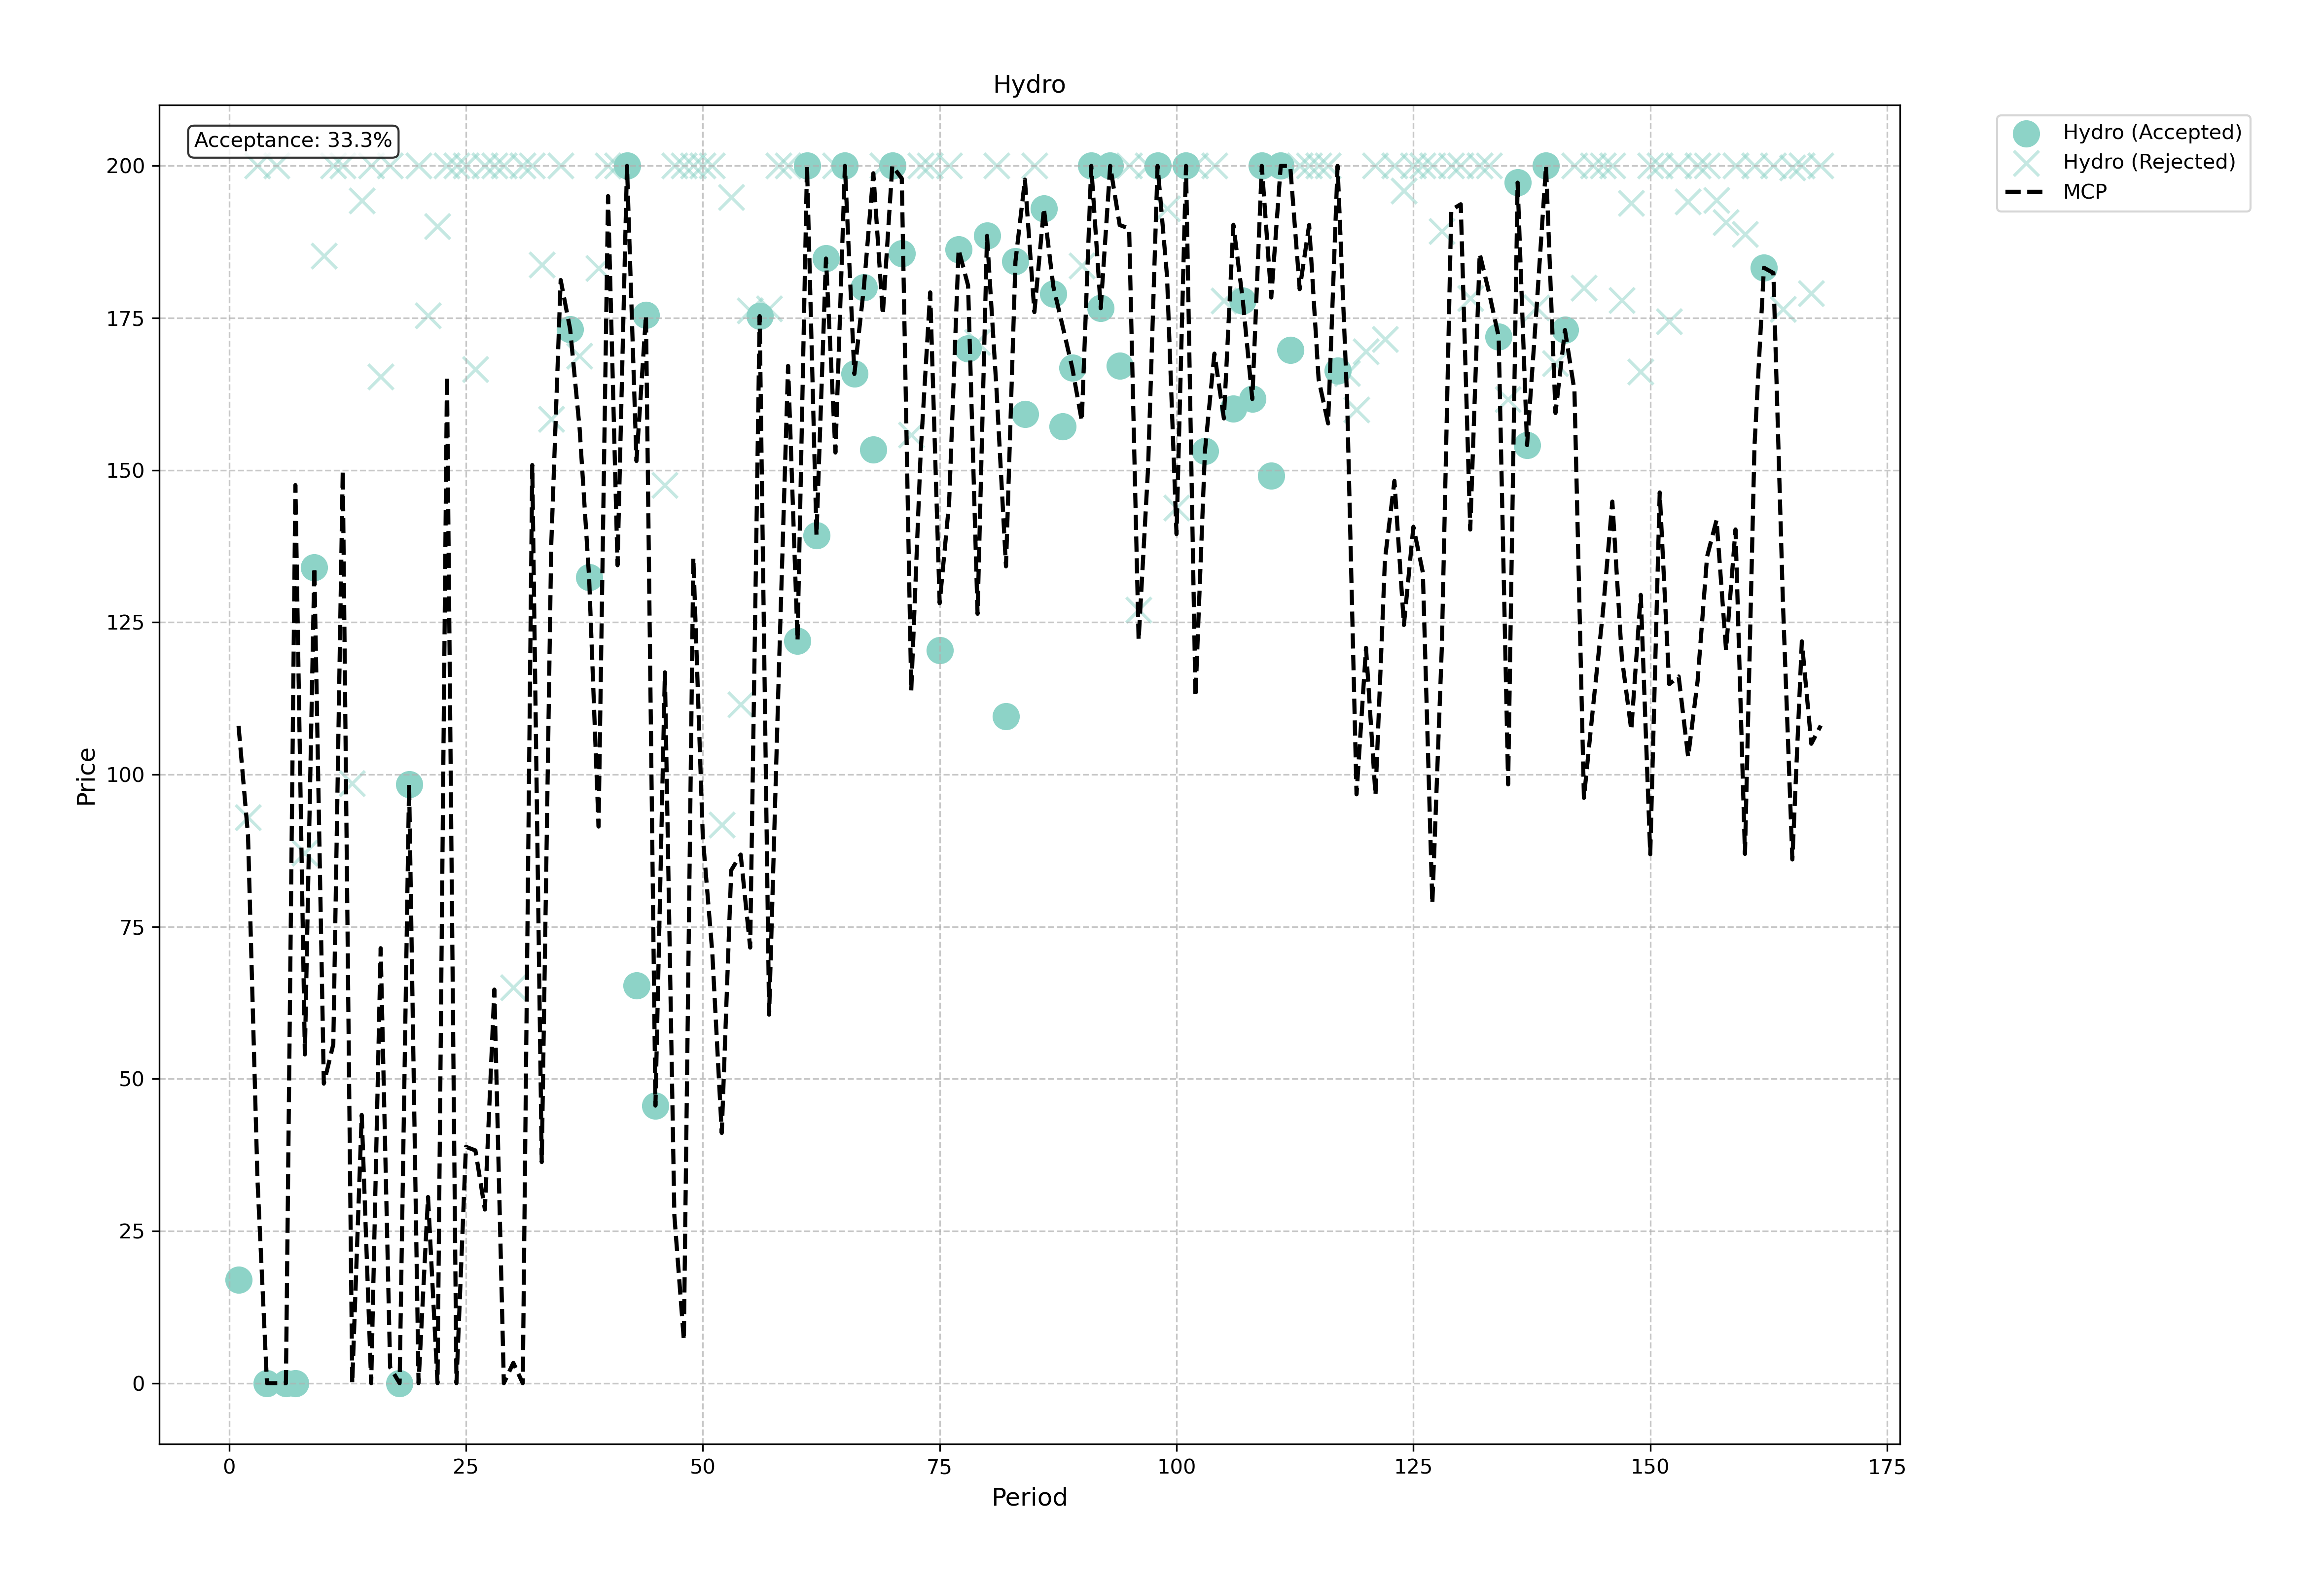 Hydro
Acceptance: 33.3%
Hydro (Accepted)
Hydro (Rejected)
MCP
200
175
150
125
100
75
50
25
0
Price
0 25 50 75 100 125 150 175
Period